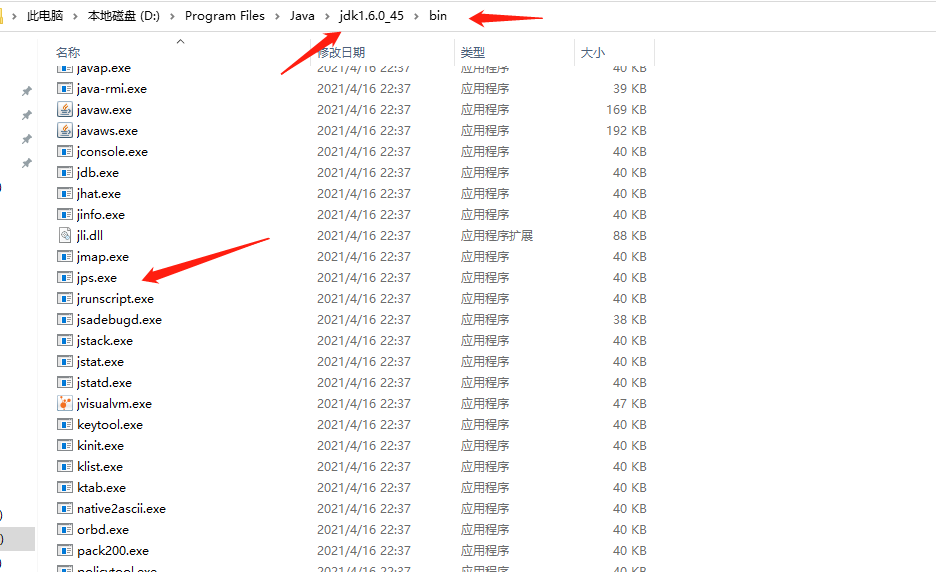 此电脑 › 本地磁盘 (D:) › Program Files › Java › jdk1.6.0_45 › bin
名称 修改日期 类型 大小
javap.exe 2021/4/16 22:37 应用程序 40 KB
java-rmi.exe 2021/4/16 22:37 应用程序 39 KB
javaw.exe 2021/4/16 22:37 应用程序 169 KB
javaws.exe 2021/4/16 22:37 应用程序 192 KB
jconsole.exe 2021/4/16 22:37 应用程序 40 KB
jdb.exe 2021/4/16 22:37 应用程序 40 KB
jhat.exe 2021/4/16 22:37 应用程序 40 KB
jinfo.exe 2021/4/16 22:37 应用程序 40 KB
jli.dll 2021/4/16 22:37 应用程序扩展 88 KB
jmap.exe 2021/4/16 22:37 应用程序 40 KB
jps.exe 2021/4/16 22:37 应用程序 40 KB
jrunscript.exe 2021/4/16 22:37 应用程序 40 KB
jsadebugd.exe 2021/4/16 22:37 应用程序 38 KB
jstack.exe 2021/4/16 22:37 应用程序 40 KB
jstat.exe 2021/4/16 22:37 应用程序 40 KB
jstatd.exe 2021/4/16 22:37 应用程序 40 KB
jvisualvm.exe 2021/4/16 22:37 应用程序 47 KB
keytool.exe 2021/4/16 22:37 应用程序 40 KB
kinit.exe 2021/4/16 22:37 应用程序 40 KB
klist.exe 2021/4/16 22:37 应用程序 40 KB
ktab.exe 2021/4/16 22:37 应用程序 40 KB
native2ascii.exe 2021/4/16 22:37 应用程序 40 KB
orbd.exe 2021/4/16 22:37 应用程序 40 KB
pack200.exe 2021/4/16 22:37 应用程序 40 KB
policytool.exe 2021/4/16 22:37 应用程序 40 KB